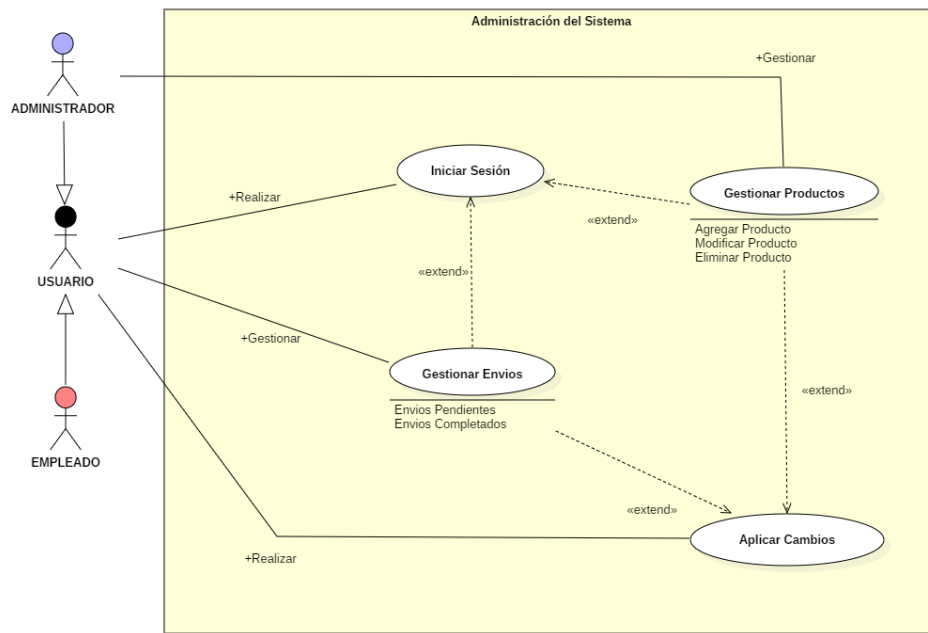 Administración del Sistema
+Gestionar
ADMINISTRADOR
Iniciar Sesión
Gestionar Productos
+Realizar
«extend»
Agregar Producto
Modificar Producto
Eliminar Producto
USUARIO
«extend»
+Gestionar
Gestionar Envios
«extend»
Envios Pendientes
Envios Completados
EMPLEADO
«extend»
Aplicar Cambios
+Realizar